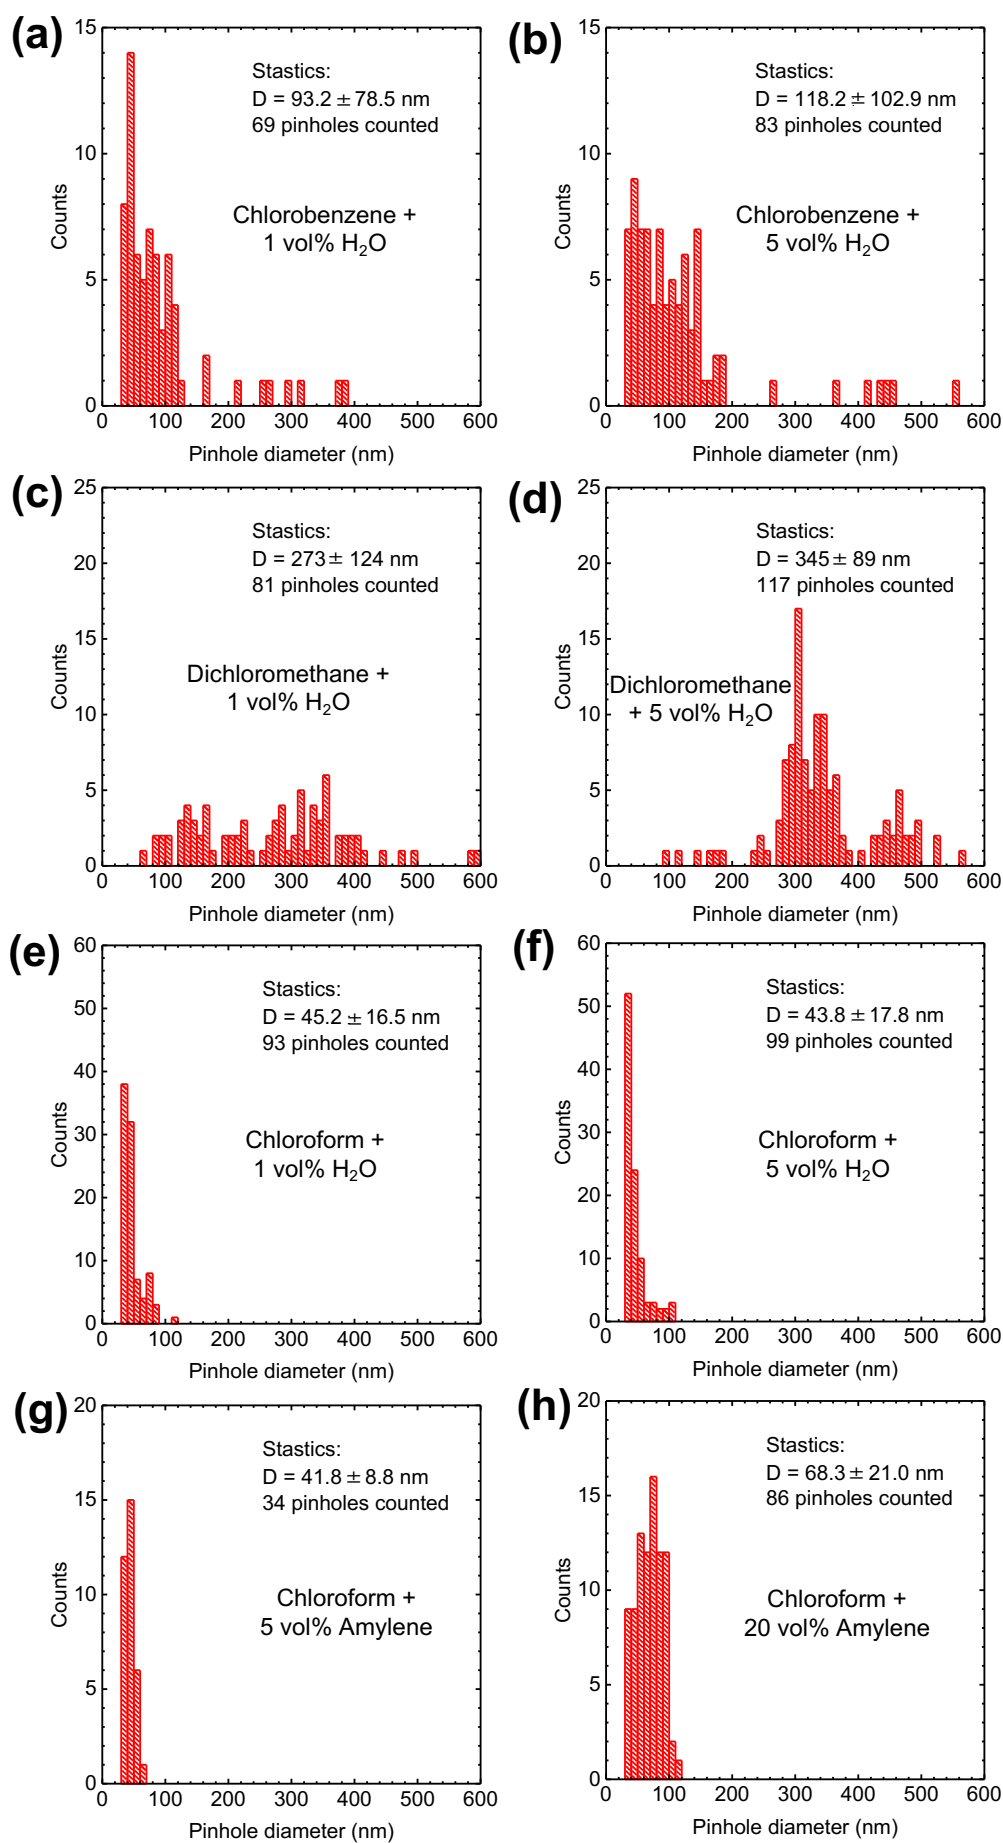 (a)
15
10
5
0
Counts
Stastics:
D = 93.2 ± 78.5 nm
69 pinholes counted
Chlorobenzene +
1 vol% H₂O
0 100 200 300 400 500 600
Pinhole diameter (nm)
(b)
15
10
5
0
Counts
Stastics:
D = 118.2 ± 102.9 nm
83 pinholes counted
Chlorobenzene +
5 vol% H₂O
0 100 200 300 400 500 600
Pinhole diameter (nm)
(c)
25
20
15
10
5
0
Counts
Stastics:
D = 273 ± 124 nm
81 pinholes counted
Dichloromethane +
1 vol% H₂O
0 100 200 300 400 500 600
Pinhole diameter (nm)
(d)
25
20
15
10
5
0
Counts
Stastics:
D = 345 ± 89 nm
117 pinholes counted
Dichloromethane
+ 5 vol% H₂O
0 100 200 300 400 500 600
Pinhole diameter (nm)
(e)
60
50
40
30
20
10
0
Counts
Stastics:
D = 45.2 ± 16.5 nm
93 pinholes counted
Chloroform +
1 vol% H₂O
0 100 200 300 400 500 600
Pinhole diameter (nm)
(f)
60
50
40
30
20
10
0
Counts
Stastics:
D = 43.8 ± 17.8 nm
99 pinholes counted
Chloroform +
5 vol% H₂O
0 100 200 300 400 500 600
Pinhole diameter (nm)
(g)
20
15
10
5
0
Counts
Stastics:
D = 41.8 ± 8.8 nm
34 pinholes counted
Chloroform +
5 vol% Amylene
0 100 200 300 400 500 600
Pinhole diameter (nm)
(h)
20
15
10
5
0
Counts
Stastics:
D = 68.3 ± 21.0 nm
86 pinholes counted
Chloroform +
20 vol% Amylene
0 100 200 300 400 500 600
Pinhole diameter (nm)